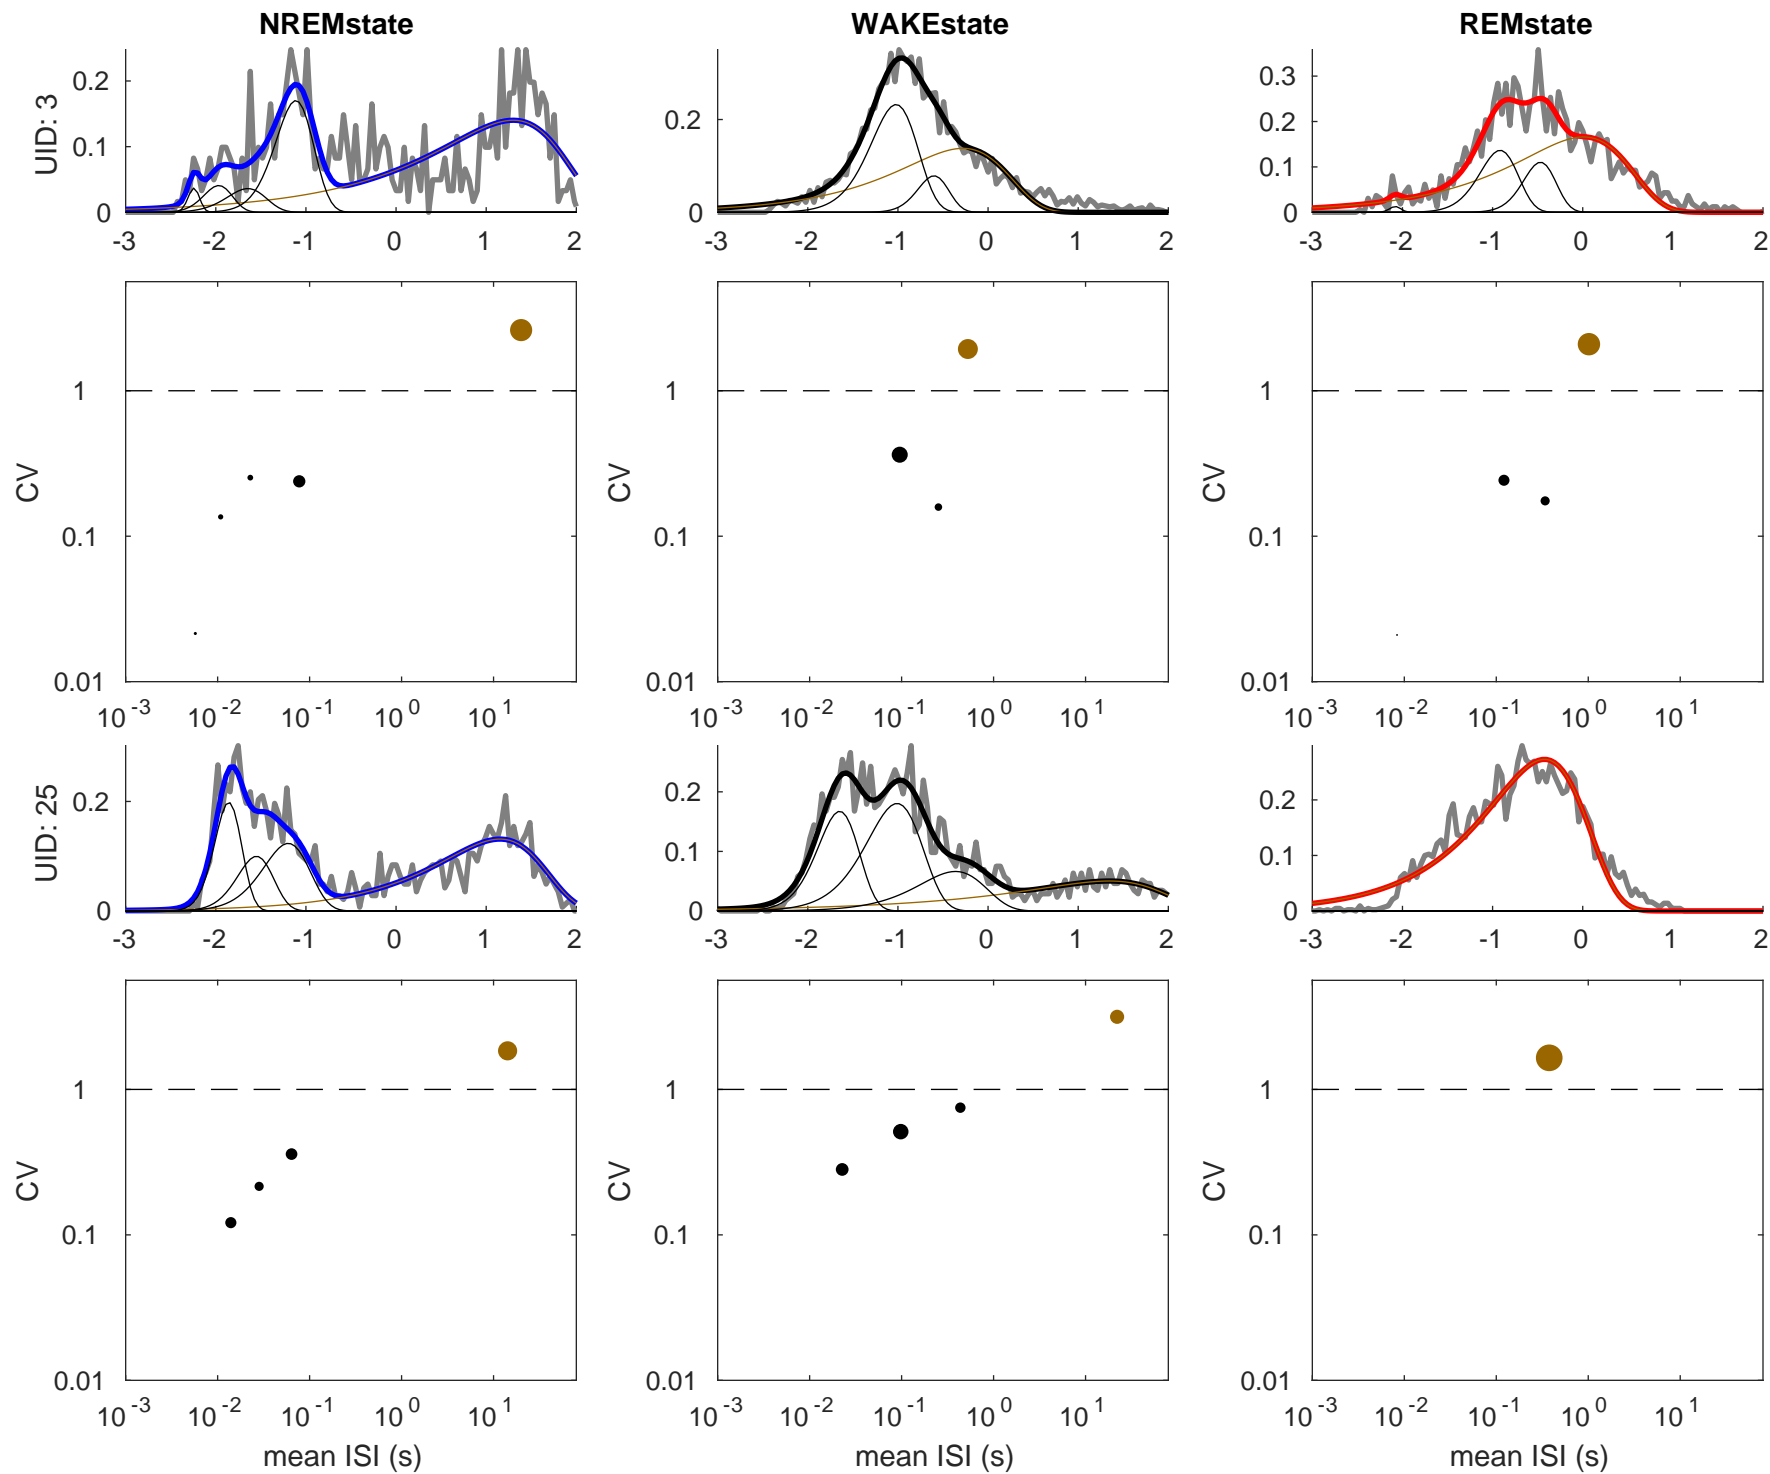 NREMstate WAKEstate REMstate
UID: 3
0.2 0.1 0
0.2 0
0.3 0.2 0.1 0
-3 -2 -1 0 1 2
-3 -2 -1 0 1 2
-3 -2 -1 0 1 2
CV 1 0.1 0.01
CV 1 0.1 0.01
CV 1 0.1 0.01
10^-3 10^-2 10^-1 10^0 10^1
10^-3 10^-2 10^-1 10^0 10^1
10^-3 10^-2 10^-1 10^0 10^1
UID: 25
0.2 0
0.2 0.1 0
0.2 0.1 0
-3 -2 -1 0 1 2
-3 -2 -1 0 1 2
-3 -2 -1 0 1 2
CV 1 0.1 0.01
CV 1 0.1 0.01
CV 1 0.1 0.01
10^-3 10^-2 10^-1 10^0 10^1
10^-3 10^-2 10^-1 10^0 10^1
10^-3 10^-2 10^-1 10^0 10^1
mean ISI (s) mean ISI (s) mean ISI (s)